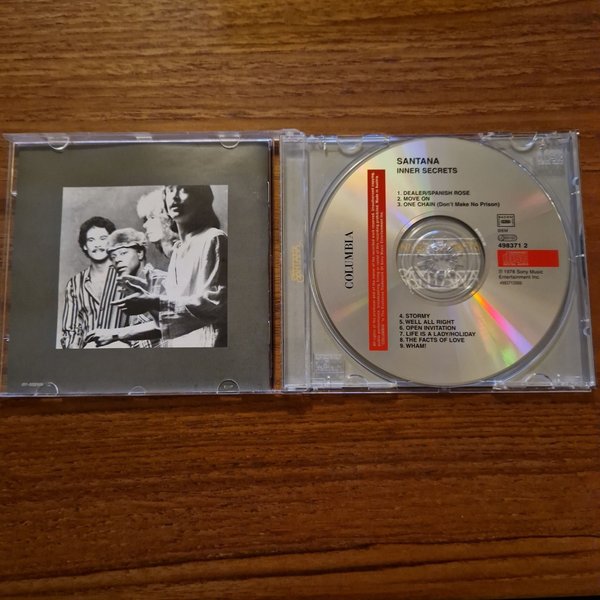 SANTANA
INNER SECRETS
1. DEALER/SPANISH ROSE
2. MOVE ON
3. ONE CHAIN (Don't Make No Prison)
498371 2
℗ 1978 Sony Music
Entertainment Inc.
COLUMBIA
4. STORMY
5. WELL ALL RIGHT
6. OPEN INVITATION
7. LIFE IS A LADY/HOLIDAY
8. THE FACTS OF LOVE
9. WHAM!